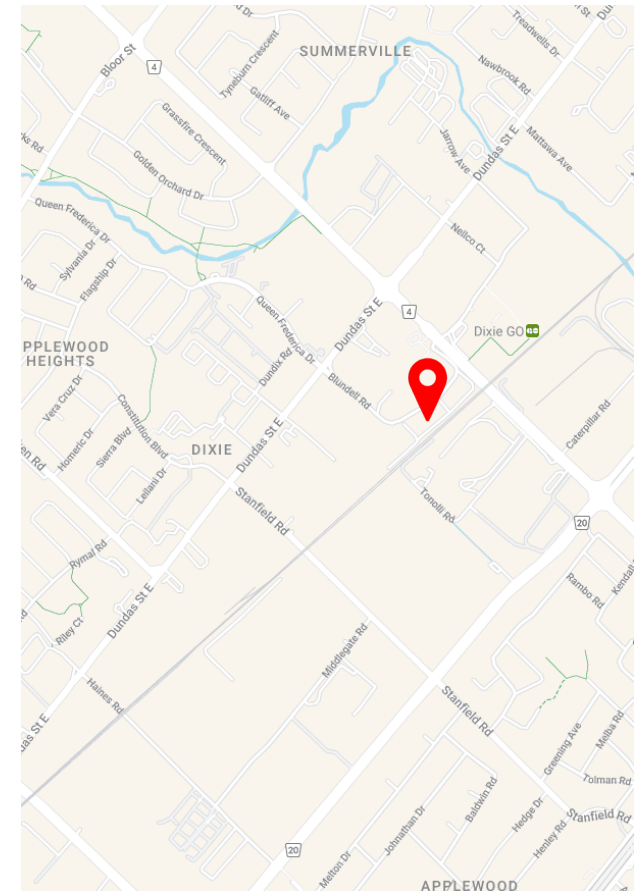 SUMMERVILLE
Treadwells Dr
Bloor St
4
Tyneburn Crescent
Gatliff Ave
Nawbrook Rd
Grassfire Crescent
Jarrow Ave
Mattawa Ave
Dundas St E
Golden Orchard Dr
Queen Frederica Dr
Nellco Ct
Sylvania Dr
Flagship Dr
Queen Frederica Dr
Dundas St E
4
Dixie GO
PPLEWOOD
HEIGHTS
Dundix Rd
Blundell Rd
Vera Cruz Dr
Constitution Blvd
Caterpillar Rd
Homeric Dr
Sierra Blvd
DIXIE
Dundas St E
Leilani Dr
Stanfield Rd
Tonolli Rd
20
Rymal Rd
Rambo Rd
Kendall
Riley Ct
Dundas St E
Middlegate Rd
Haines Rd
Stanfield Rd
das St E
Greening Ave
Melba Rd
Tolman Rd
Baldwin Rd
Hedge Dr
Stanfield Rd
Johnathan Dr
Henley Rd
20
Melton Dr
APPLEWOOD